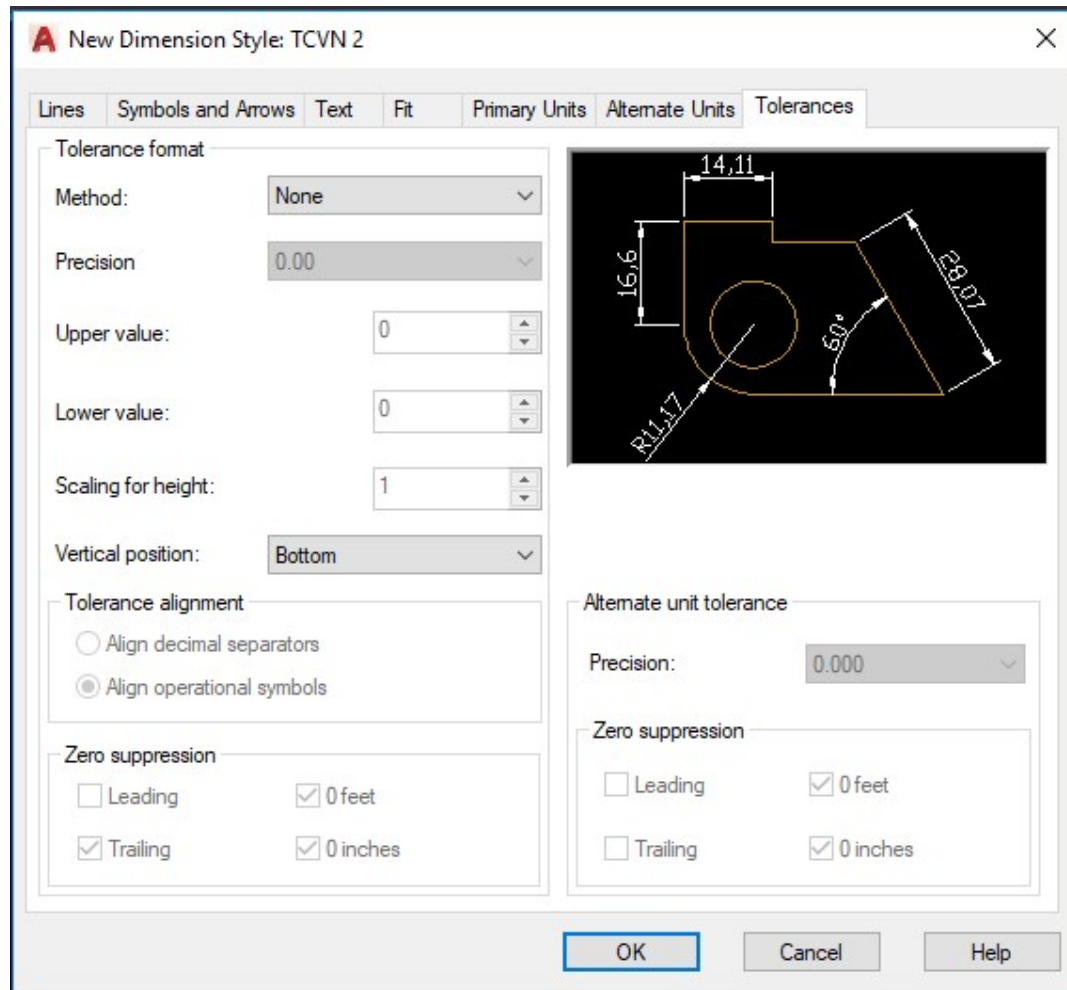 New Dimension Style: TCVN 2
Lines Symbols and Arrows Text Fit Primary Units Alternate Units Tolerances
Tolerance format
Method: None
Precision 0.00
Upper value: 0
Lower value: 0
Scaling for height: 1
Vertical position: Bottom
Tolerance alignment
Align decimal separators
Align operational symbols
Zero suppression
Leading 0 feet
Trailing 0 inches
14,11
16,6
28,07
60°
R11,17
Alternate unit tolerance
Precision: 0.000
Zero suppression
Leading 0 feet
Trailing 0 inches
OK Cancel Help